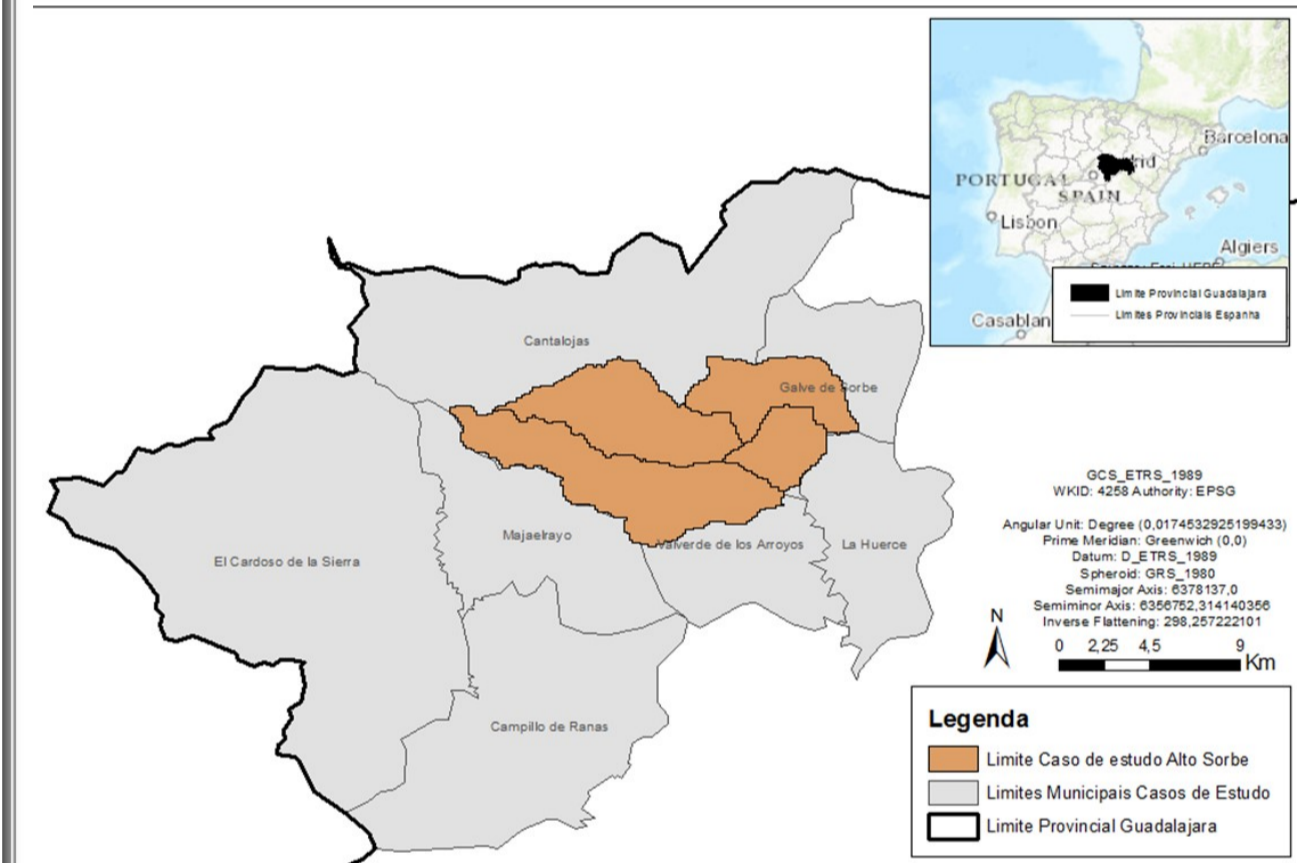 Barcelona
PORTUGAL
SPAIN
Lisbon
Algiers
Casablan
Limite Provincial Guadalajara
Limites Provinciais Espanha
Cantalojas
Galve de Sorbe
El Cardoso de la Sierra
Majaelrayo
Valverde de los Arroyos
La Huerce
Campillo de Ranas
GCS_ETRS_1989
WKID: 4258 Authority: EPSG
Angular Unit: Degree (0,0174532925199433)
Prime Meridian: Greenwich (0,0)
Datum: D_ETRS_1989
Spheroid: GRS_1980
Semimajor Axis: 6378137,0
Semiminor Axis: 6356752,314140356
Inverse Flattening: 298,257222101
N
0 2,25 4,5 9
Km
Legenda
Limite Caso de estudo Alto Sorbe
Limites Municipais Casos de Estudo
Limite Provincial Guadalajara